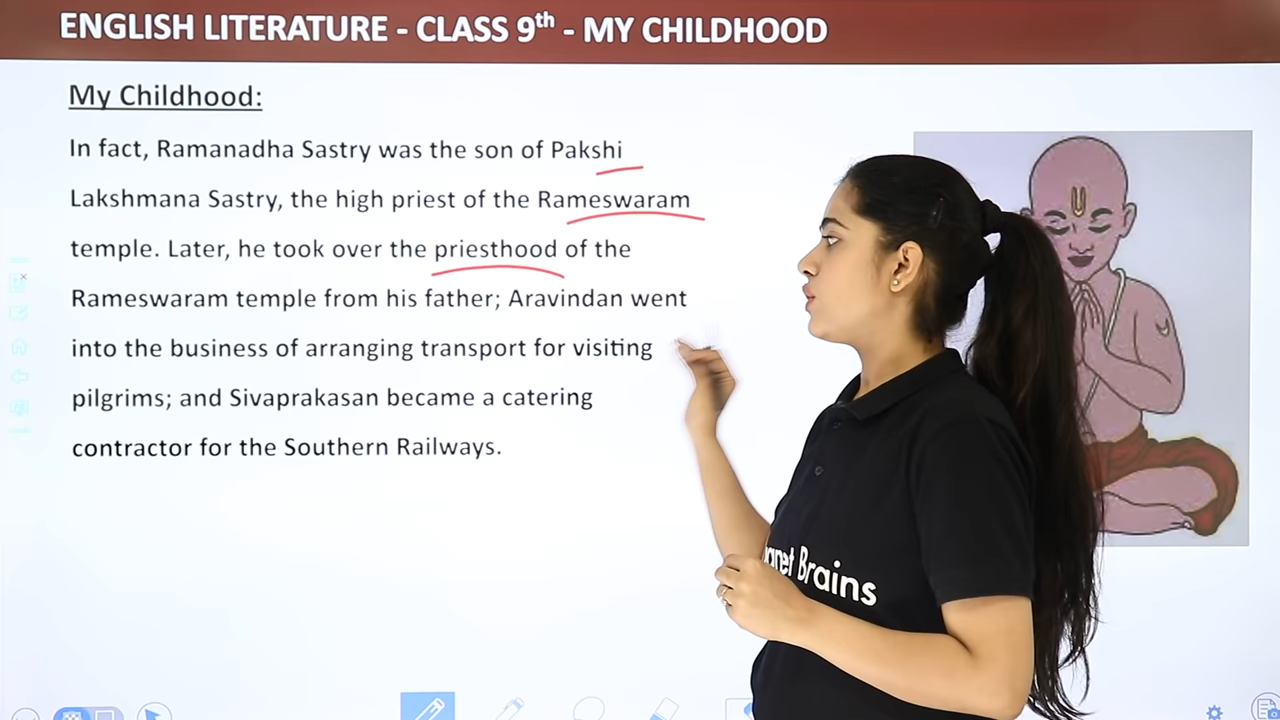 ENGLISH LITERATURE - CLASS 9th - MY CHILDHOOD
My Childhood:
In fact, Ramanadha Sastry was the son of Pakshi
Lakshmana Sastry, the high priest of the Rameswaram
temple. Later, he took over the priesthood of the
Rameswaram temple from his father; Aravindan went
into the business of arranging transport for visiting
pilgrims; and Sivaprakasan became a catering
contractor for the Southern Railways.
Brains